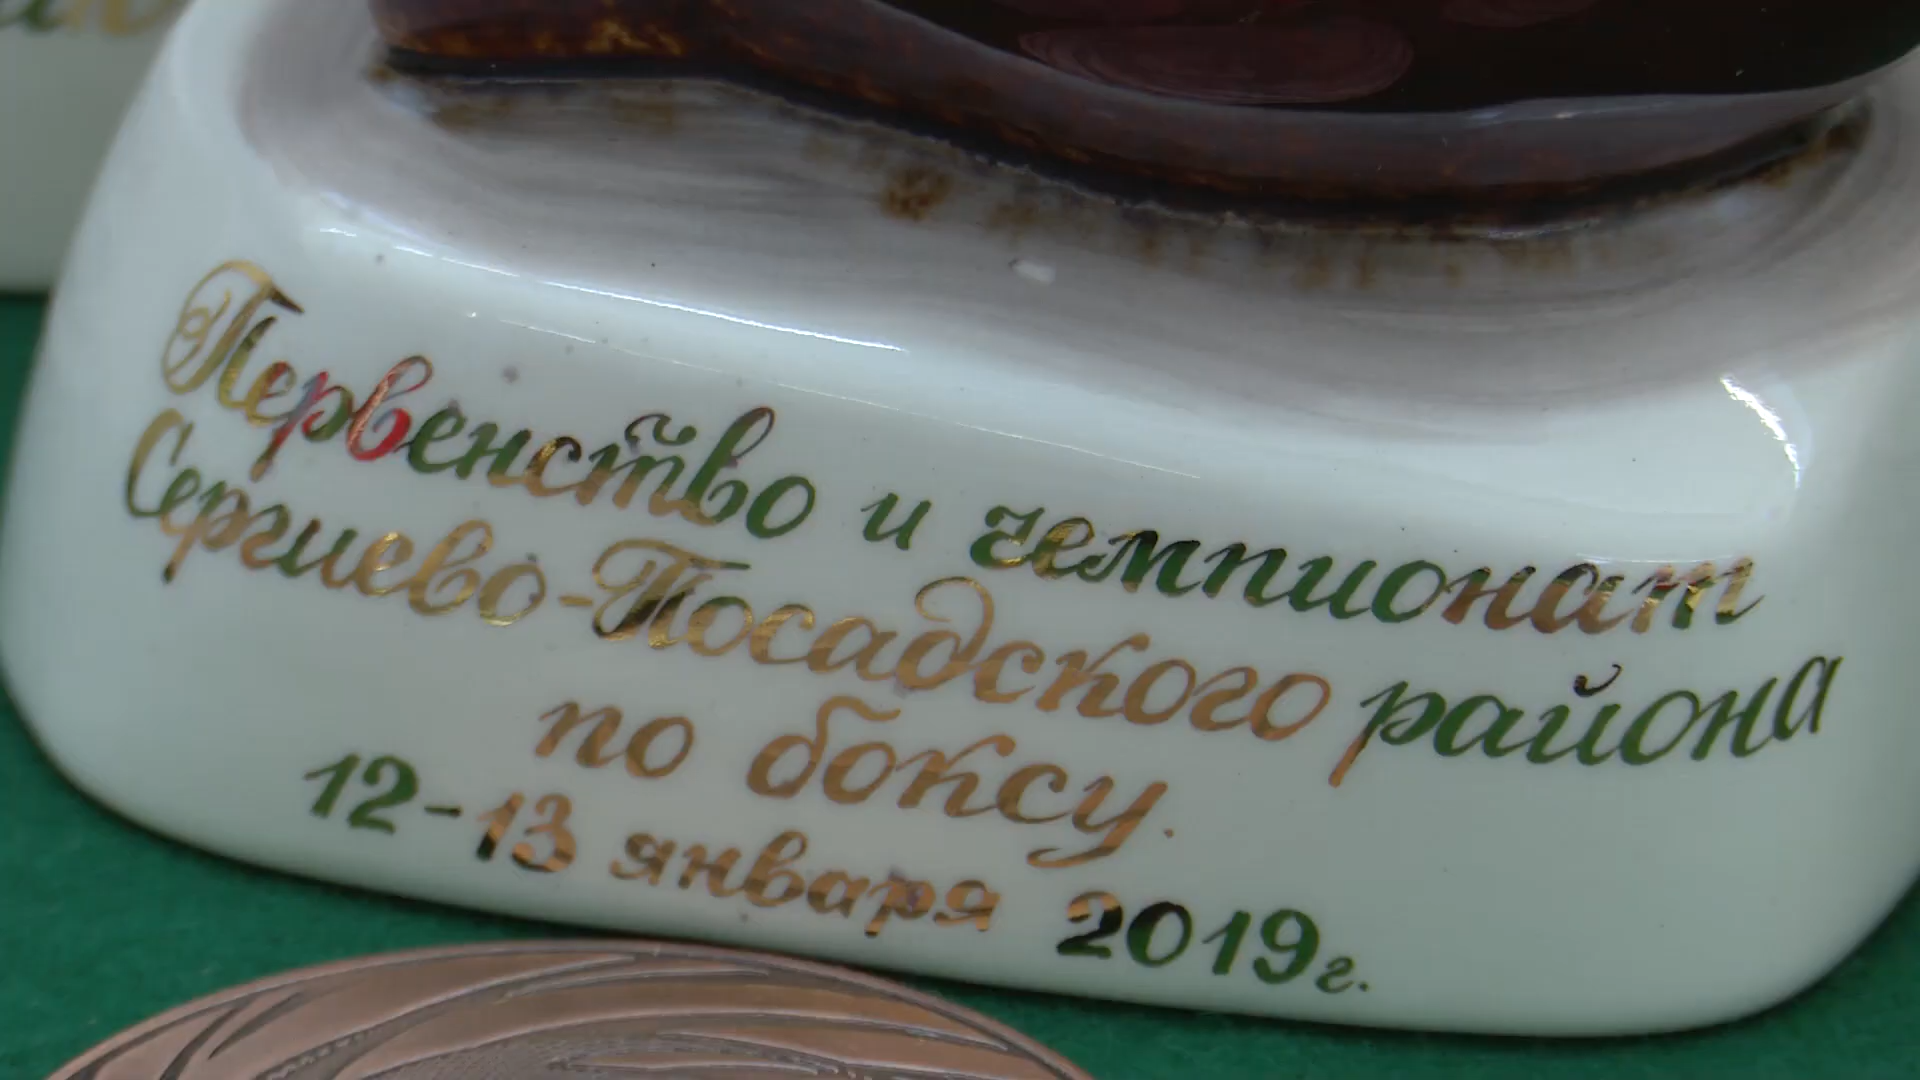 Первенство и чемпионат
Сергиево-Посадского района
по боксу.
12-13 января 2019г.